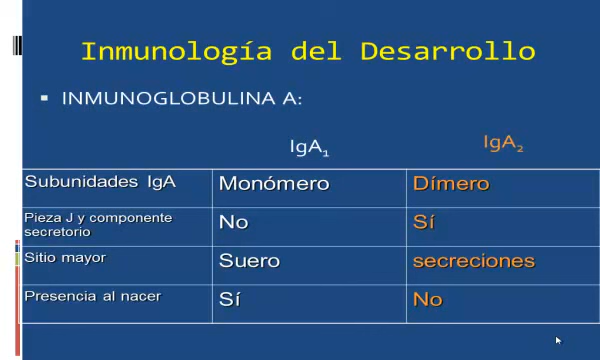 Inmunología del Desarrollo
▪ INMUNOGLOBULINA A:
IgA₁ IgA₂
Subunidades IgA Monómero Dímero
Pieza J y componente
secretorio No Sí
Sitio mayor Suero secreciones
Presencia al nacer Sí No